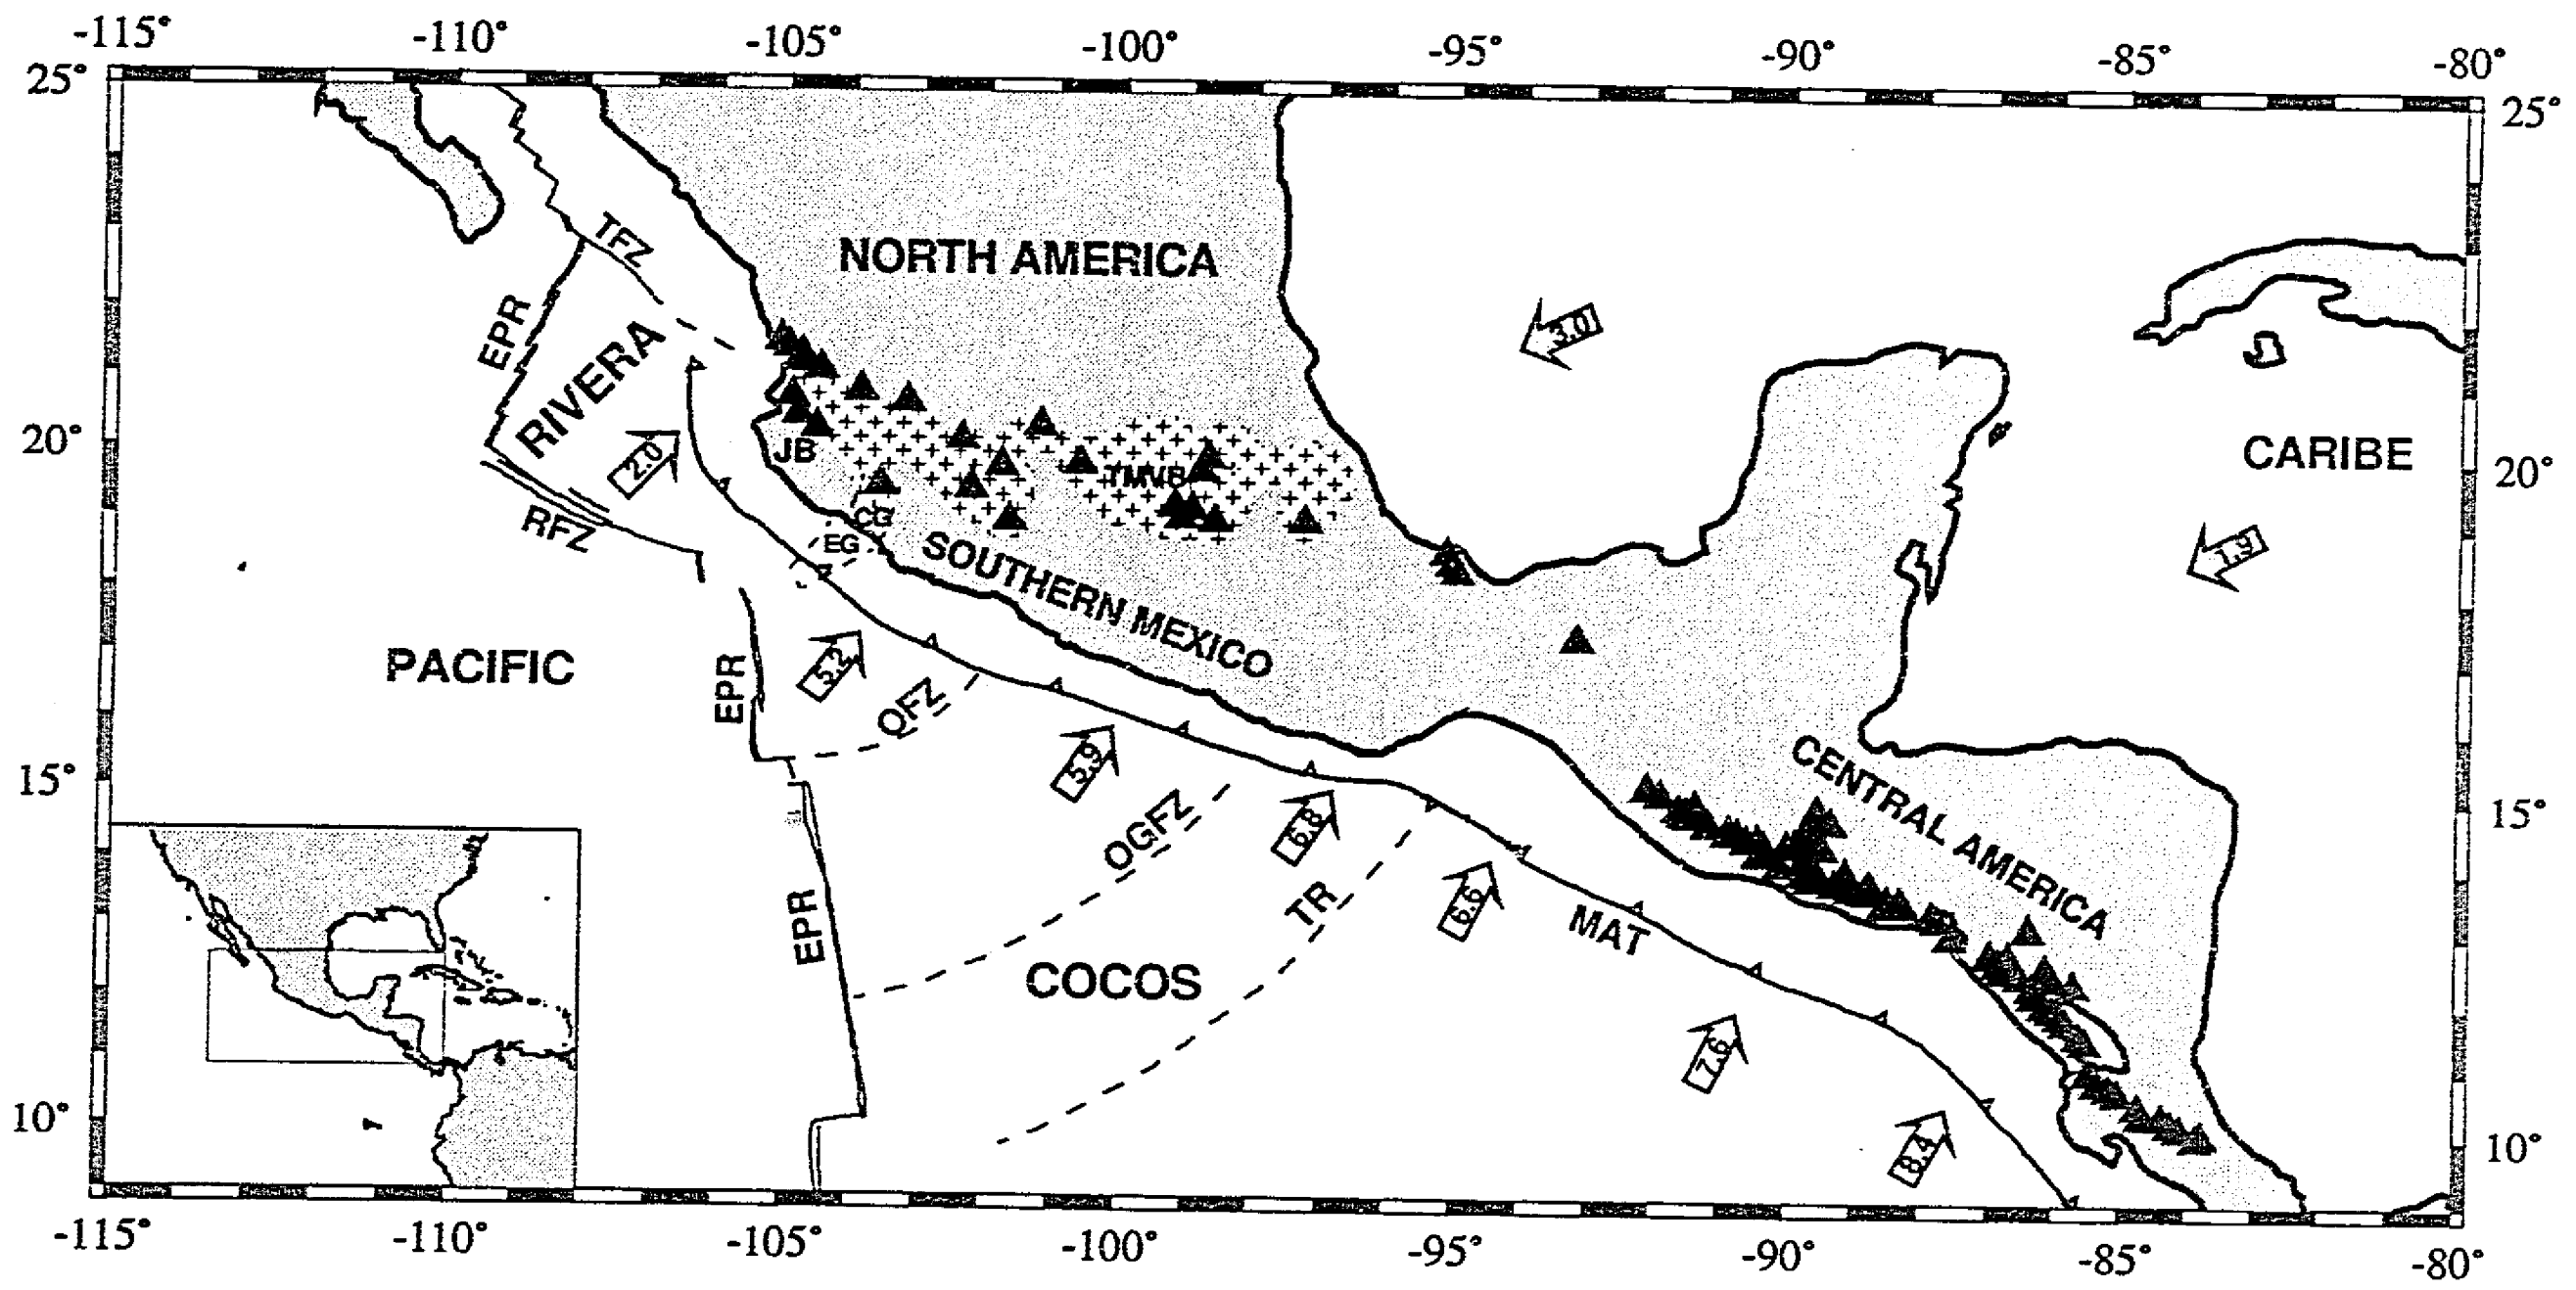 -115° -110° -105° -100° -95° -90° -85° -80°
25° 25°
TFZ
NORTH AMERICA
EPR
3.0
RIVERA
20° 20°
2.0
JB
TMVB
CARIBE
RFZ
CG
EG
SOUTHERN MEXICO
1.9
PACIFIC
EPR
5.2
QFZ
5.9
CENTRAL AMERICA
15° 15°
OGFZ
6.8
TR
6.6
MAT
EPR
COCOS
7.6
10° 10°
8.4
-115° -110° -105° -100° -95° -90° -85° -80°